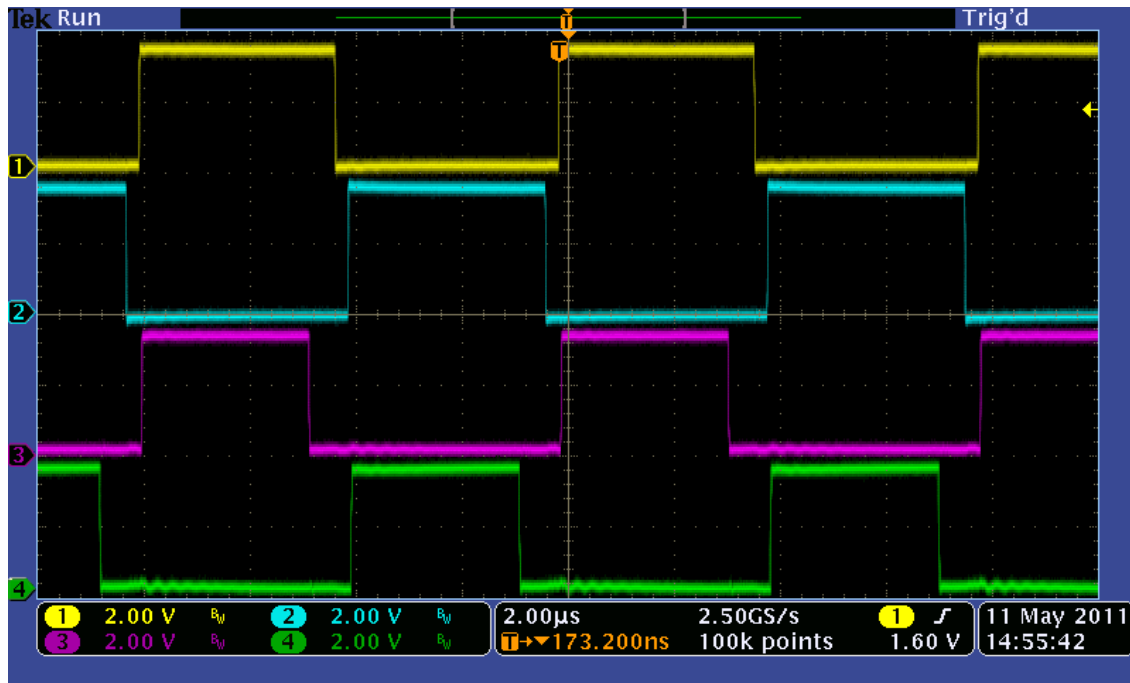 Tek Run T Trig'd
T
1
2
3
4
1 2.00 V BW 2 2.00 V BW 2.00µs 2.50GS/s 1 11 May 2011
3 2.00 V BW 4 2.00 V BW T→▼173.200ns 100k points 1.60 V 14:55:42